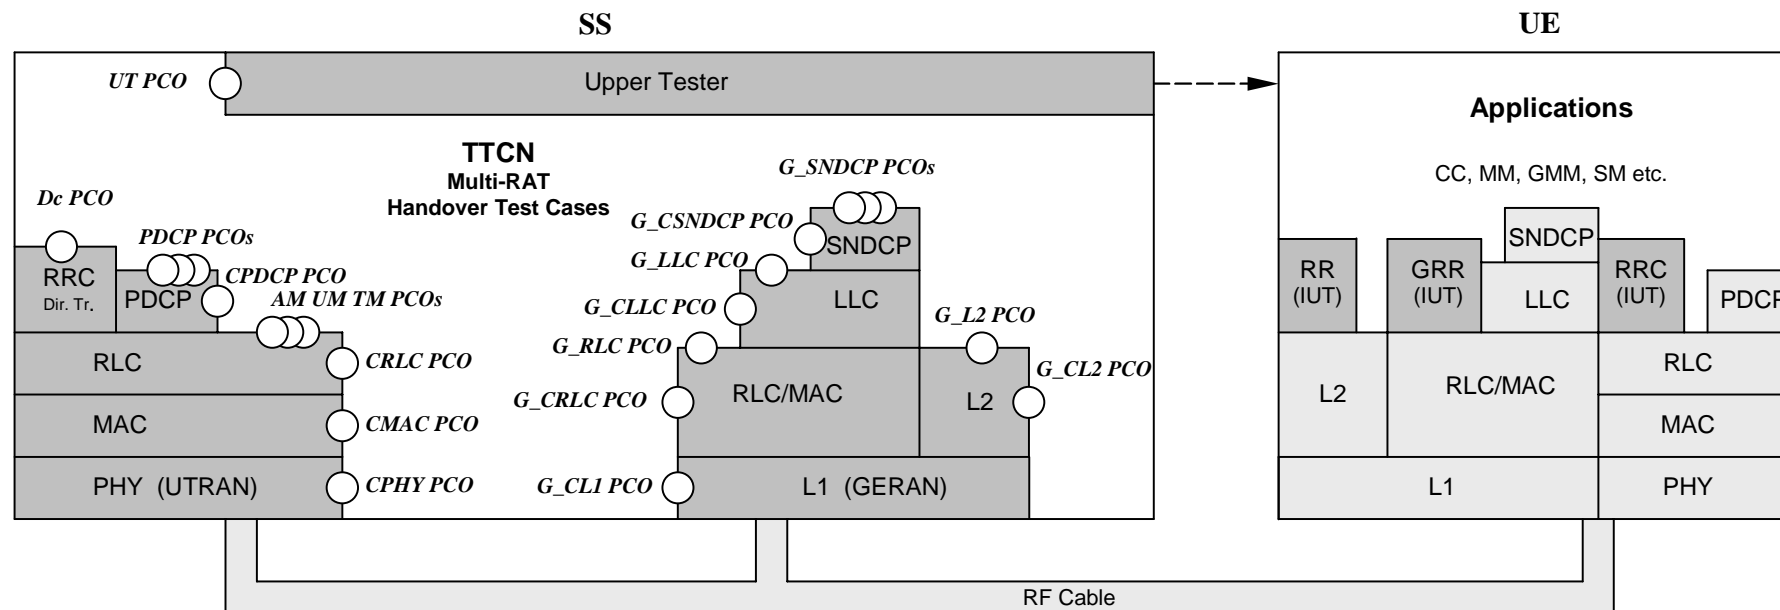 SS
UE
UT PCO
Upper Tester
Applications
TTCN
Multi-RAT
Handover Test Cases
G_SNDCP PCOs
CC, MM, GMM, SM etc.
Dc PCO
G_CSNDCP PCO
SNDCP
SNDCP
PDCP PCOs
G_LLC PCO
RRC
Dir. Tr.
PDCP
CPDCP PCO
AM UM TM PCOs
G_CLLC PCO
LLC
G_L2 PCO
RR
(IUT)
GRR
(IUT)
LLC
RRC
(IUT)
PDCP
G_RLC PCO
RLC
CRLC PCO
G_CRLC PCO
RLC/MAC
L2
G_CL2 PCO
L2
RLC/MAC
RLC
MAC
CMAC PCO
MAC
PHY (UTRAN)
CPHY PCO
G_CL1 PCO
L1 (GERAN)
L1
PHY
RF Cable